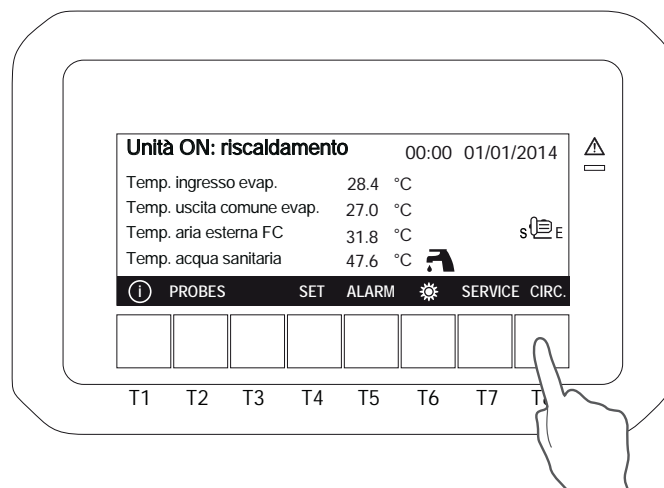 Unità ON: riscaldamento 00:00 01/01/2014
Temp. ingresso evap. 28.4 °C
Temp. uscita comune evap. 27.0 °C
Temp. aria esterna FC 31.8 °C
S E
Temp. acqua sanitaria 47.6 °C
i PROBES SET ALARM SERVICE CIRC.
T1 T2 T3 T4 T5 T6 T7 T8